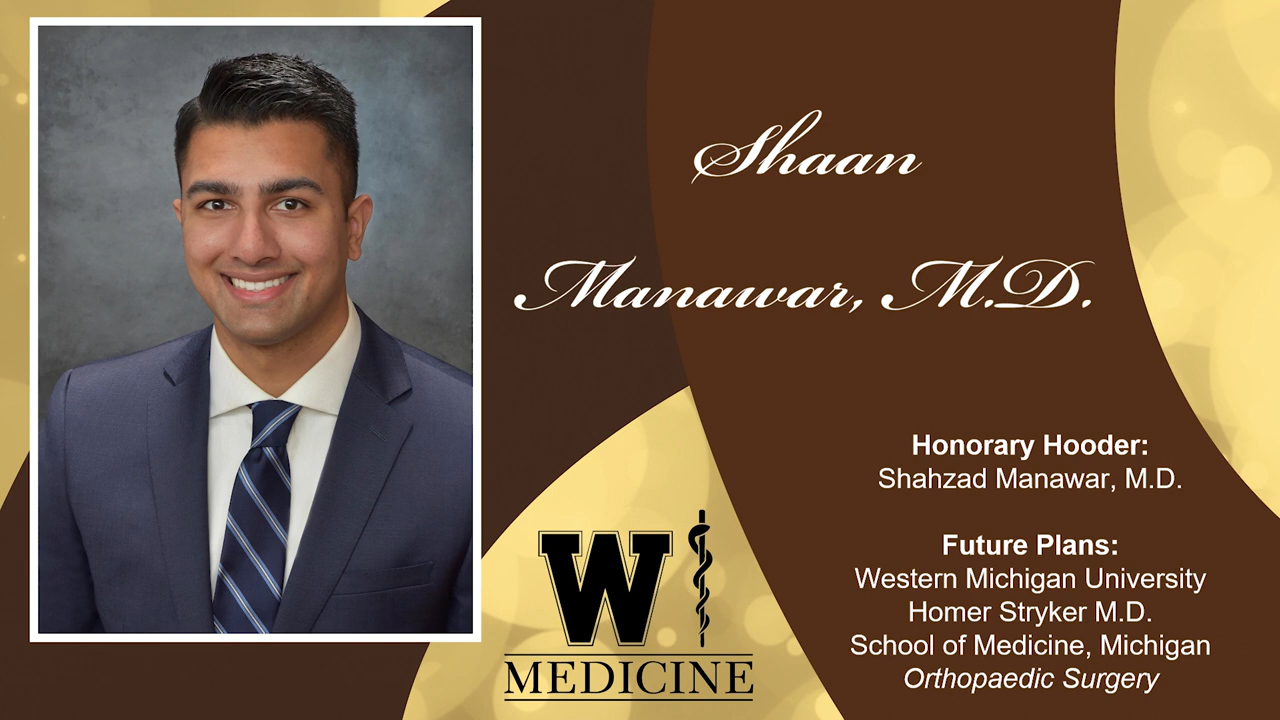 Shaan
Manawar, M.D.
Honorary Hooder:
Shahzad Manawar, M.D.
Future Plans:
Western Michigan University
Homer Stryker M.D.
School of Medicine, Michigan
Orthopaedic Surgery
W
MEDICINE